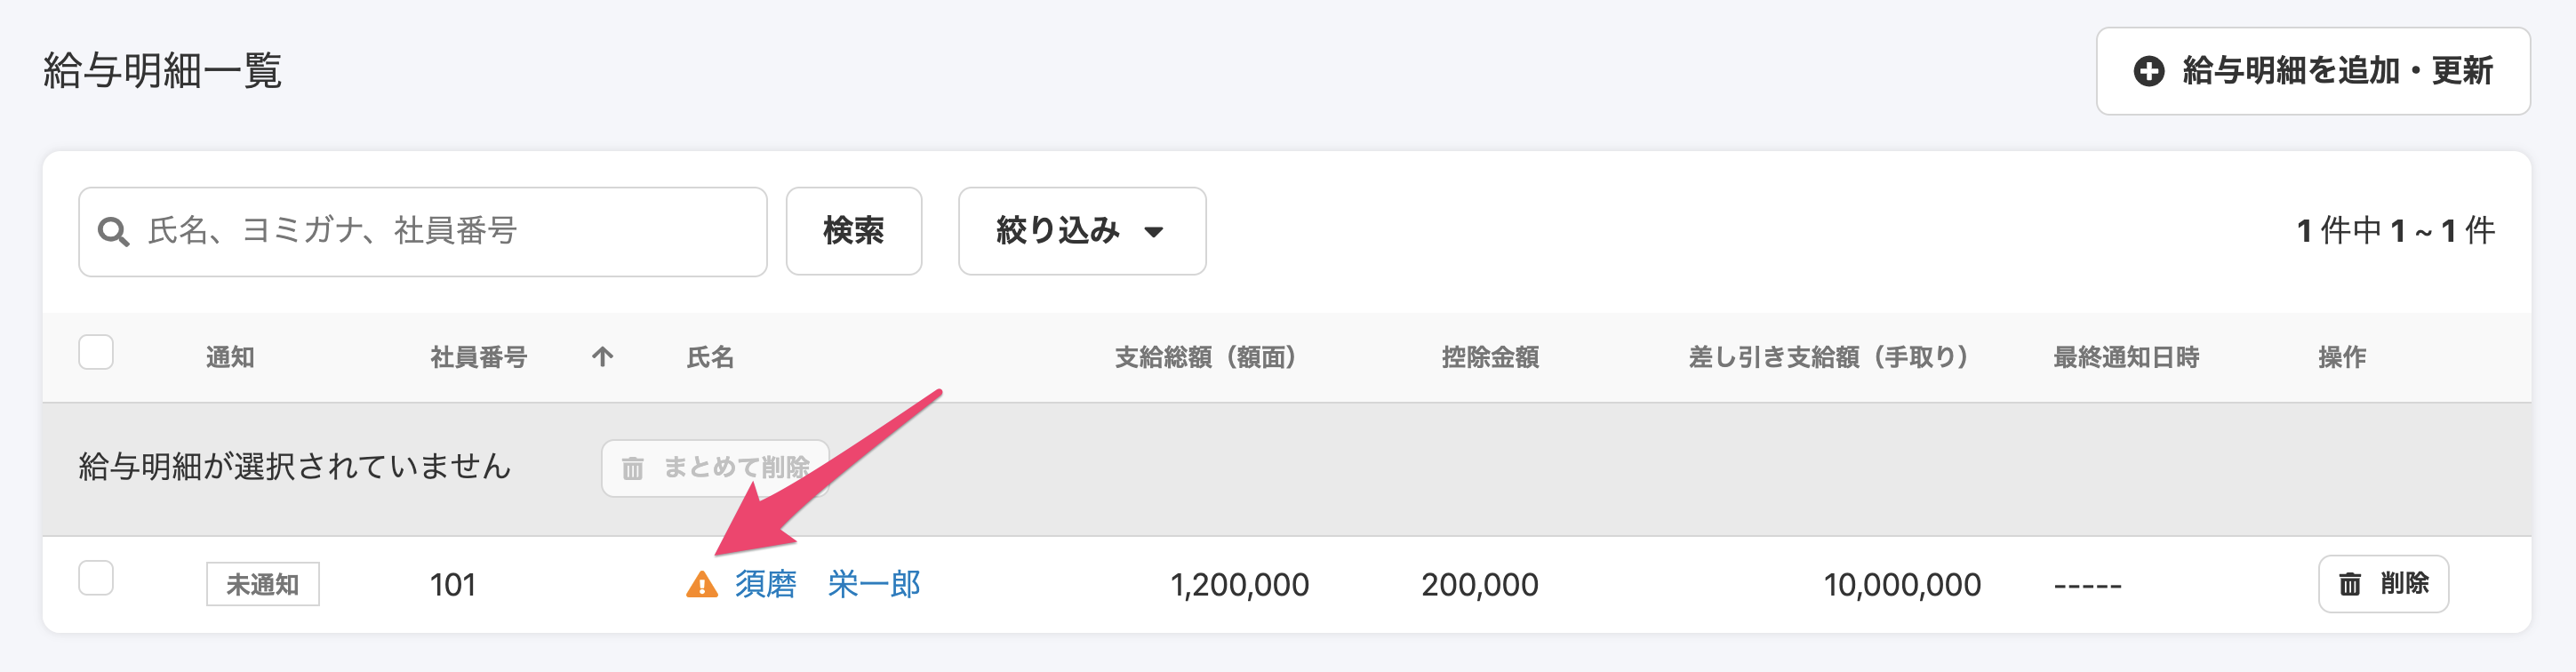 給与明細一覧
給与明細を追加・更新
氏名、ヨミガナ、社員番号
検索
絞り込み
1 件中 1 ~ 1 件
通知 社員番号 氏名 支給総額（額面） 控除金額 差し引き支給額（手取り） 最終通知日時 操作
給与明細が選択されていません まとめて削除
未通知 101 須磨　栄一郎 1,200,000 200,000 10,000,000 ----- 削除